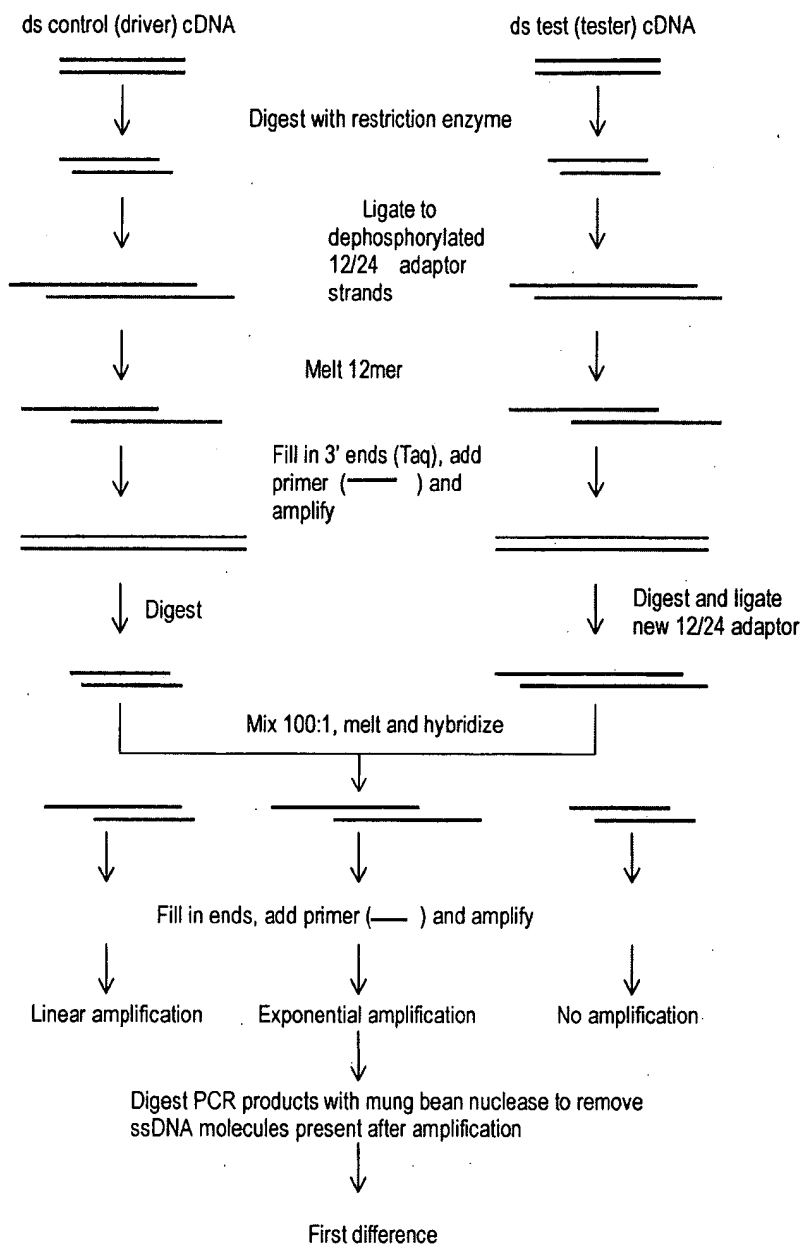 ds control (driver) cDNA
ds test (tester) cDNA
Digest with restriction enzyme
Ligate to
dephosphorylated
12/24 adaptor
strands
Melt 12mer
Fill in 3' ends (Taq), add
primer ( ) and
amplify
Digest
Digest and ligate
new 12/24 adaptor
Mix 100:1, melt and hybridize
Fill in ends, add primer ( ) and amplify
Linear amplification
Exponential amplification
No amplification
Digest PCR products with mung bean nuclease to remove
ssDNA molecules present after amplification
First difference